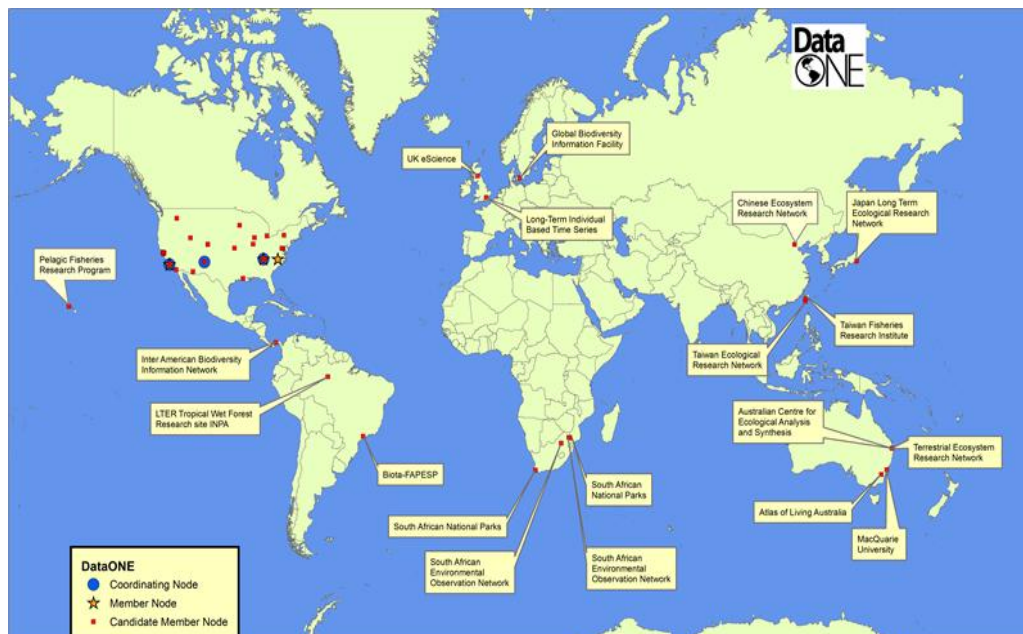 Data
ONE
Global Biodiversity
Information Facility
UK eScience
Long-Term Individual
Based Time Series
Chinese Ecosystem
Research Network
Japan Long Term
Ecological Research
Network
Pelagic Fisheries
Research Program
Taiwan Fisheries
Research Institute
Inter American Biodiversity
Information Network
Taiwan Ecological
Research Network
LTER Tropical Wet Forest
Research site INPA
Australian Centre for
Ecological Analysis
and Synthesis
Terrestrial Ecosystem
Research Network
Biota-FAPESP
South African
National Parks
Atlas of Living Australia
South African National Parks
MacQuarie
University
South African
Environmental
Observation Network
South African
Environmental
Observation Network
DataONE
Coordinating Node
Member Node
Candidate Member Node